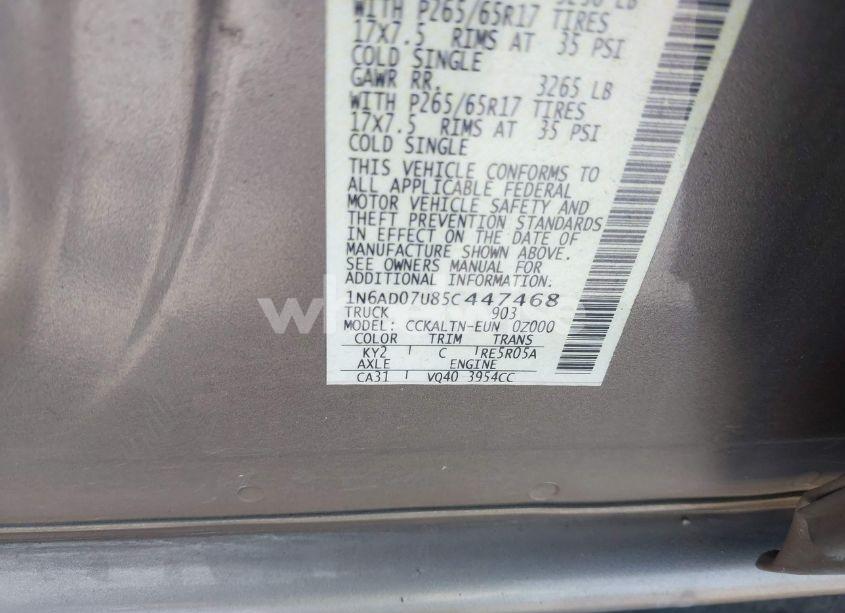 WITH P265/65R17 TIRES
17X7.5 RIMS AT 35 PSI
COLD SINGLE
GAWR RR. 3265 LB
WITH P265/65R17 TIRES
17X7.5 RIMS AT 35 PSI
COLD SINGLE
THIS VEHICLE CONFORMS TO
ALL APPLICABLE FEDERAL
MOTOR VEHICLE SAFETY AND
THEFT PREVENTION STANDARDS
IN EFFECT ON THE DATE OF
MANUFACTURE SHOWN ABOVE.
SEE OWNERS MANUAL FOR
ADDITIONAL INFORMATION:
1N6AD07U85C447468
TRUCK 903
MODEL: CCKALTN-EUN 0Z000
COLOR TRIM TRANS
KY2 C RE5R05A
AXLE ENGINE
CA31 VQ40 3954CC